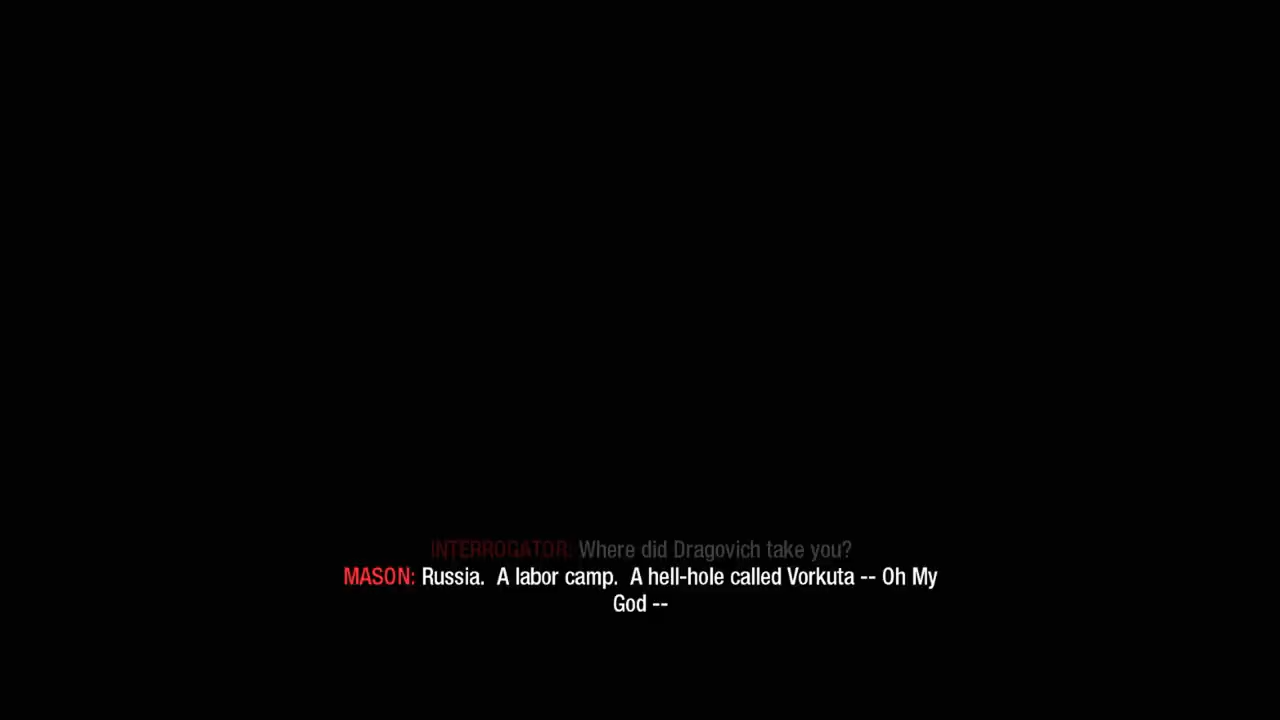 INTERROGATOR: Where did Dragovich take you?
MASON: Russia.  A labor camp.  A hell-hole called Vorkuta -- Oh My
God --